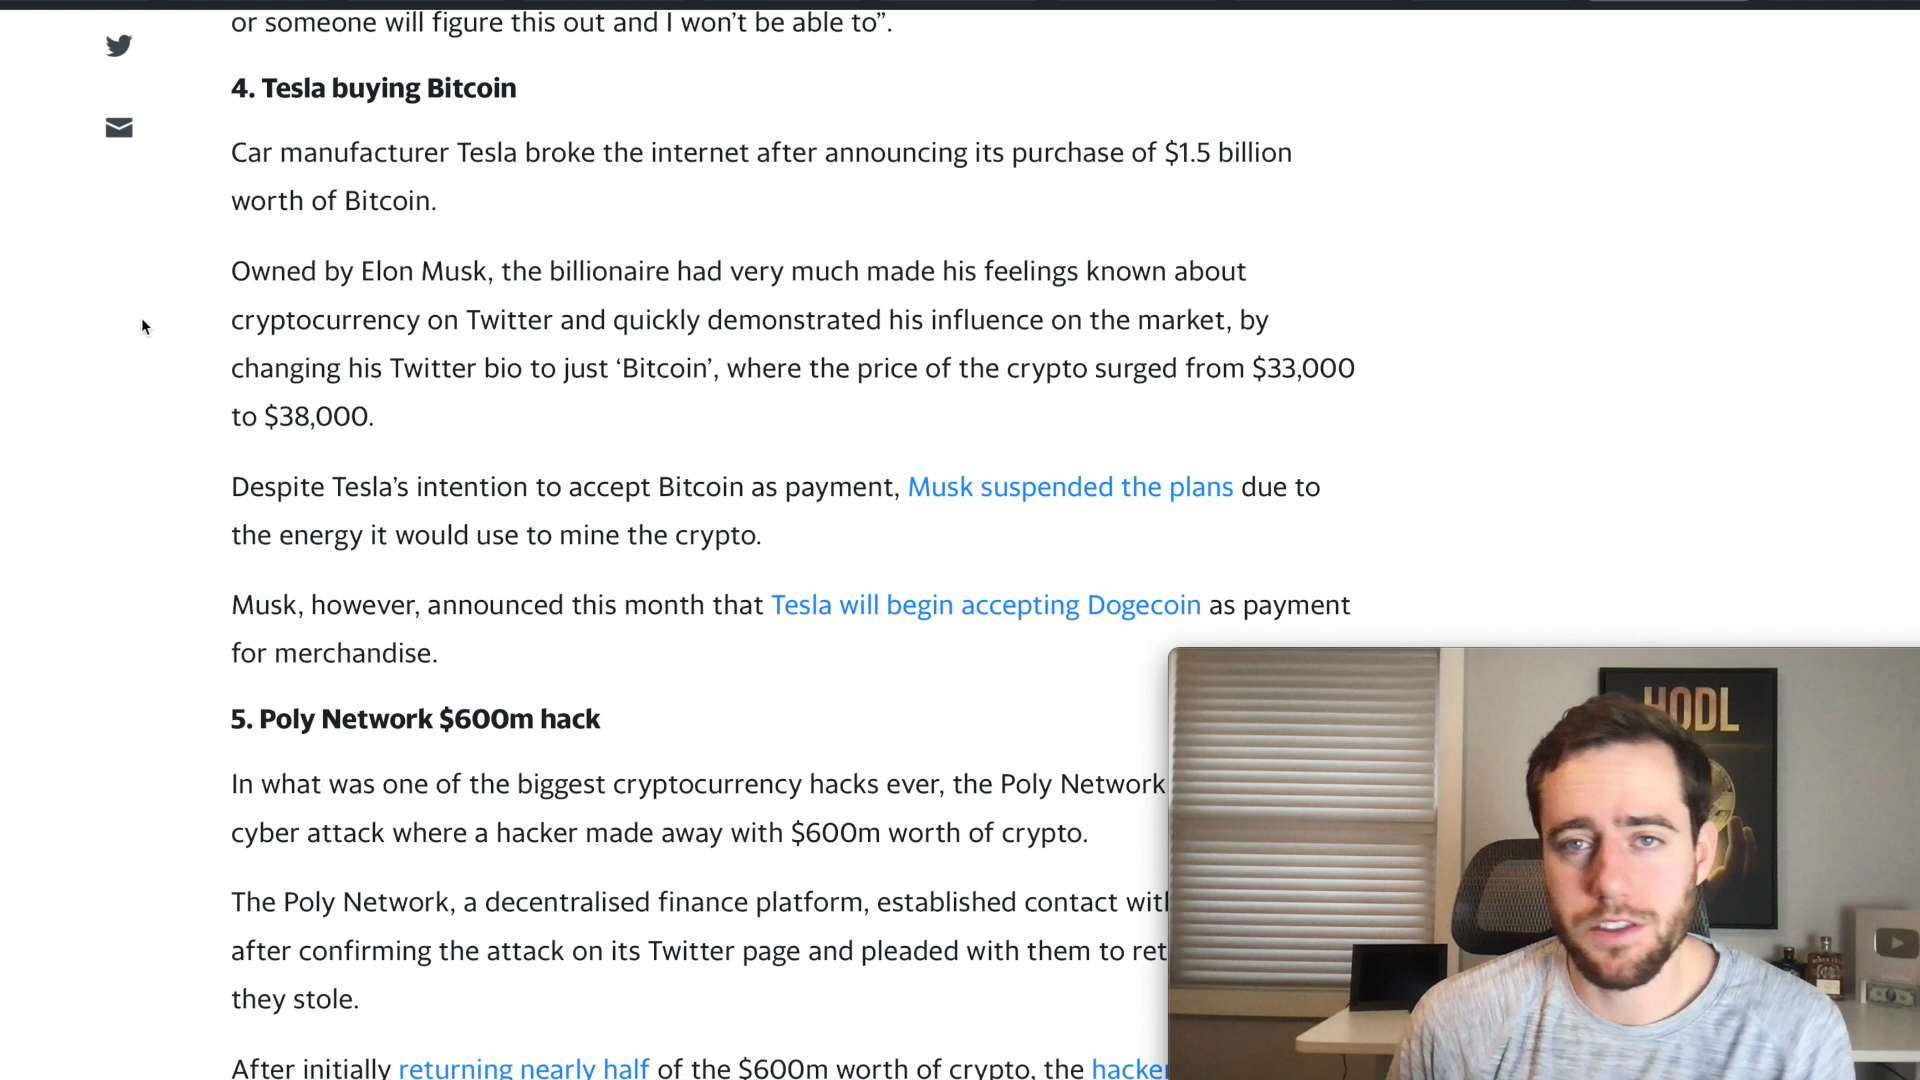 or someone will figure this out and I won’t be able to”.
4. Tesla buying Bitcoin
Car manufacturer Tesla broke the internet after announcing its purchase of $1.5 billion
worth of Bitcoin.
Owned by Elon Musk, the billionaire had very much made his feelings known about
cryptocurrency on Twitter and quickly demonstrated his influence on the market, by
changing his Twitter bio to just ‘Bitcoin’, where the price of the crypto surged from $33,000
to $38,000.
Despite Tesla’s intention to accept Bitcoin as payment, Musk suspended the plans due to
the energy it would use to mine the crypto.
Musk, however, announced this month that Tesla will begin accepting Dogecoin as payment
for merchandise.
5. Poly Network $600m hack
In what was one of the biggest cryptocurrency hacks ever, the Poly Network
cyber attack where a hacker made away with $600m worth of crypto.
The Poly Network, a decentralised finance platform, established contact
after confirming the attack on its Twitter page and pleaded with them to
they stole.
After initially returning nearly half of the $600m worth of crypto, the hacker
HODL